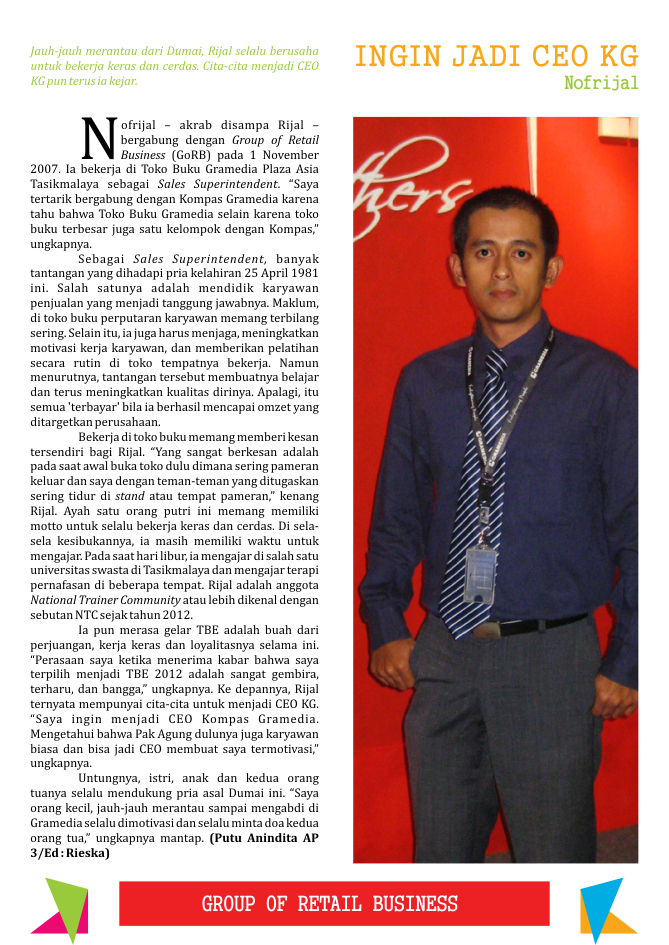 Jauh-jauh merantau dari Dumai, Rijal selalu berusaha
untuk bekerja keras dan cerdas. Cita-cita menjadi CEO
KG pun terus ia kejar.
INGIN JADI CEO KG
Nofrijal
Nofrijal – akrab disampa Rijal –
bergabung dengan Group of Retail
Business (GoRB) pada 1 November
2007. Ia bekerja di Toko Buku Gramedia Plaza Asia
Tasikmalaya sebagai Sales Superintendent. “Saya
tertarik bergabung dengan Kompas Gramedia karena
tahu bahwa Toko Buku Gramedia selain karena toko
buku terbesar juga satu kelompok dengan Kompas,”
ungkapnya.
Sebagai Sales Superintendent, banyak
tantangan yang dihadapi pria kelahiran 25 April 1981
ini. Salah satunya adalah mendidik karyawan
penjualan yang menjadi tanggung jawabnya. Maklum,
di toko buku perputaran karyawan memang terbilang
sering. Selain itu, ia juga harus menjaga, meningkatkan
motivasi kerja karyawan, dan memberikan pelatihan
secara rutin di toko tempatnya bekerja. Namun
menurutnya, tantangan tersebut membuatnya belajar
dan terus meningkatkan kualitas dirinya. Apalagi, itu
semua 'terbayar' bila ia berhasil mencapai omzet yang
ditargetkan perusahaan.
Bekerja di toko buku memang memberi kesan
tersendiri bagi Rijal. “Yang sangat berkesan adalah
pada saat awal buka toko dulu dimana sering pameran
keluar dan saya dengan teman-teman yang ditugaskan
sering tidur di stand atau tempat pameran,” kenang
Rijal. Ayah satu orang putri ini memang memiliki
motto untuk selalu bekerja keras dan cerdas. Di sela-
sela kesibukannya, ia masih memiliki waktu untuk
mengajar. Pada saat hari libur, ia mengajar di salah satu
universitas swasta di Tasikmalaya dan mengajar terapi
pernafasan di beberapa tempat. Rijal adalah anggota
National Trainer Community atau lebih dikenal dengan
sebutan NTC sejak tahun 2012.
Ia pun merasa gelar TBE adalah buah dari
perjuangan, kerja keras dan loyalitasnya selama ini.
“Perasaan saya ketika menerima kabar bahwa saya
terpilih menjadi TBE 2012 adalah sangat gembira,
terharu, dan bangga,” ungkapnya. Ke depannya, Rijal
ternyata mempunyai cita-cita untuk menjadi CEO KG.
“Saya ingin menjadi CEO Kompas Gramedia.
Mengetahui bahwa Pak Agung dulunya juga karyawan
biasa dan bisa jadi CEO membuat saya termotivasi,”
ungkapnya.
Untungnya, istri, anak dan kedua orang
tuanya selalu mendukung pria asal Dumai ini. “Saya
orang kecil, jauh-jauh merantau sampai mengabdi di
Gramedia selalu dimotivasi dan selalu minta doa kedua
orang tua,” ungkapnya mantap. (Putu Anindita AP
3/Ed : Rieska)
GRAMEDIA
GROUP OF RETAIL BUSINESS